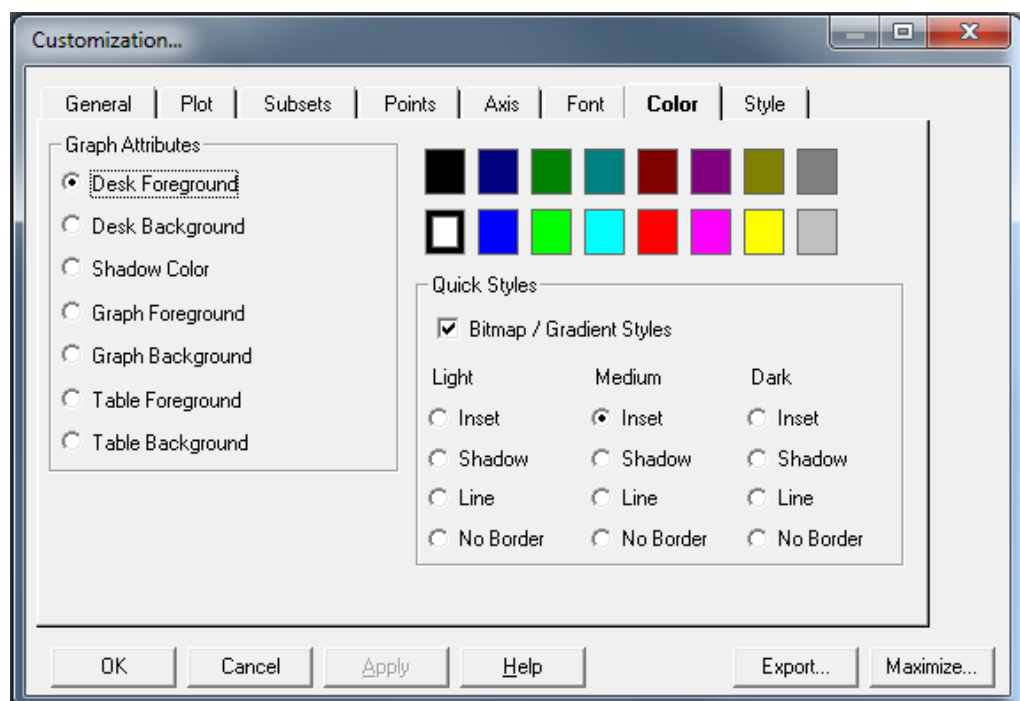 Customization...
General Plot Subsets Points Axis Font Color Style
Graph Attributes
Desk Foreground
Desk Background
Shadow Color
Graph Foreground
Graph Background
Table Foreground
Table Background
Quick Styles
Bitmap / Gradient Styles
Light Medium Dark
Inset Inset Inset
Shadow Shadow Shadow
Line Line Line
No Border No Border No Border
OK Cancel Apply Help Export... Maximize...